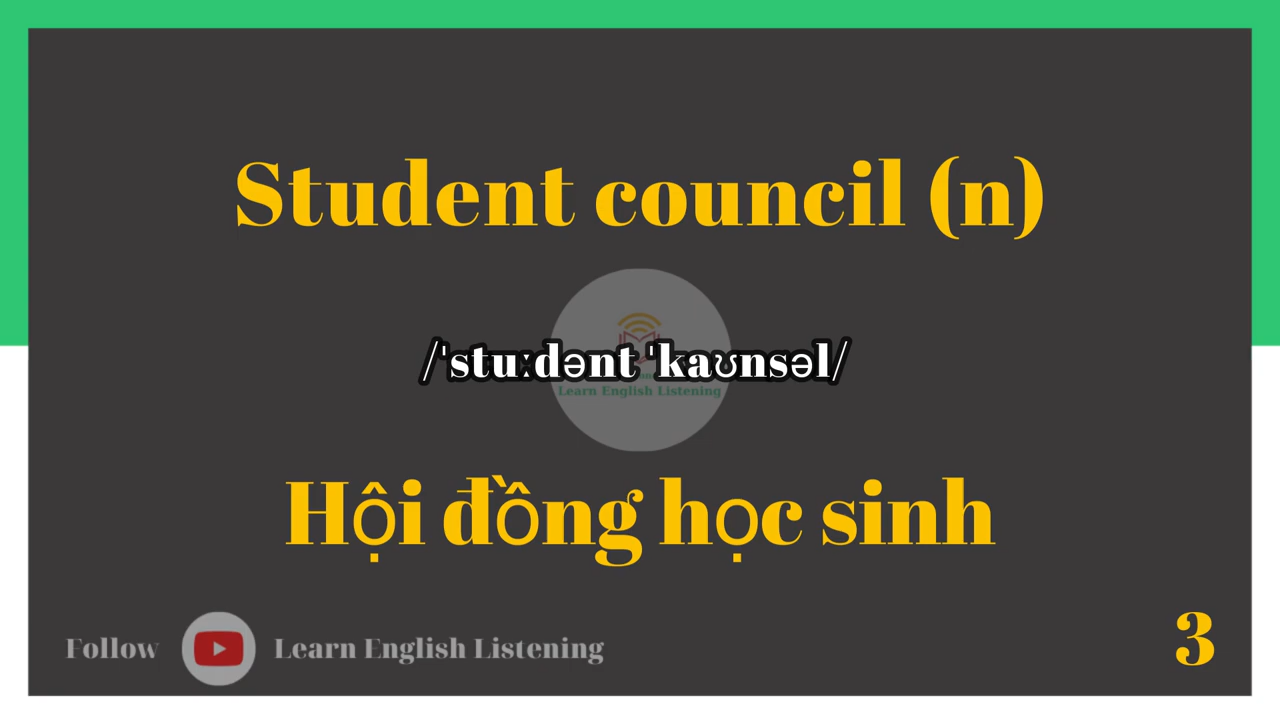 Student council (n)
/ˈstuːdənt ˈkaʊnsəl/
Learn English Listening
Hội đồng học sinh
Follow Learn English Listening
3